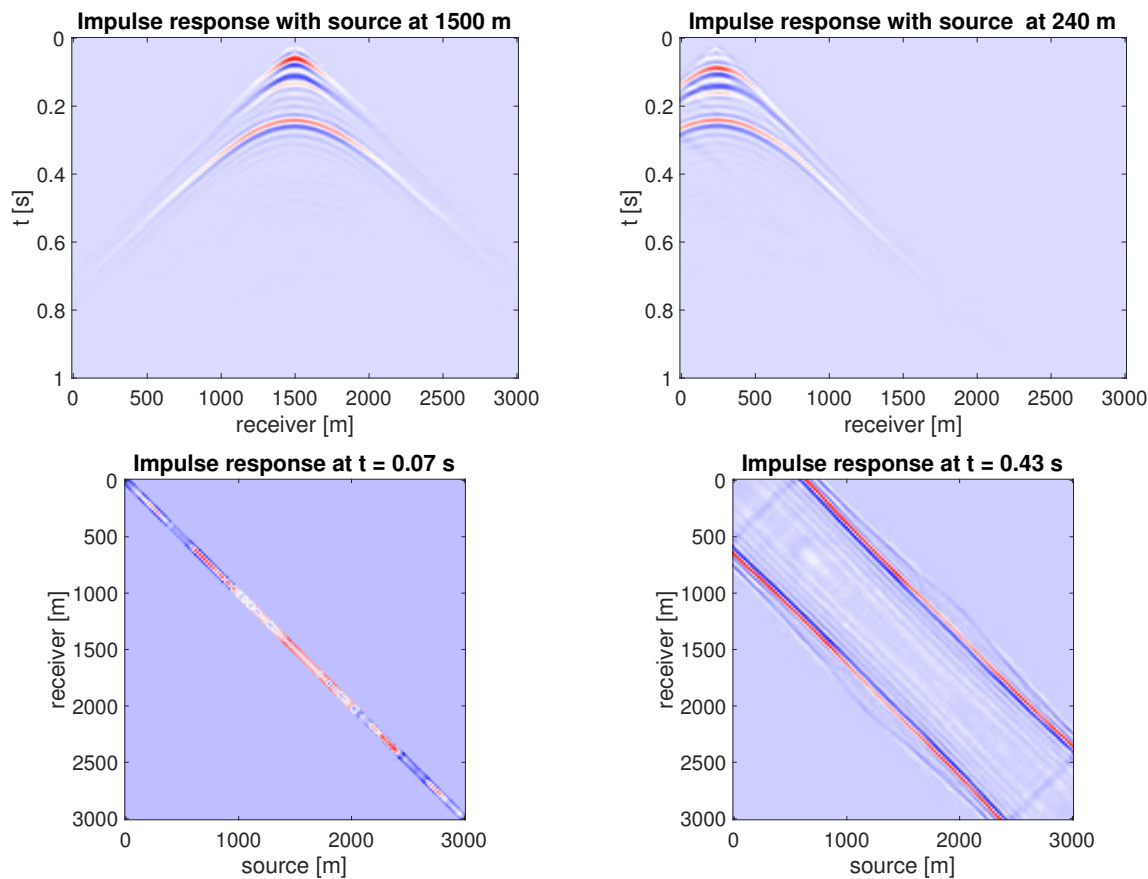 Impulse response with source at 1500 m
0
0.2
0.4
0.6
0.8
1
t [s]
0 500 1000 1500 2000 2500 3000
receiver [m]
Impulse response with source at 240 m
0
0.2
0.4
0.6
0.8
1
t [s]
0 500 1000 1500 2000 2500 3000
receiver [m]
Impulse response at t = 0.07 s
0
500
1000
1500
2000
2500
3000
receiver [m]
0 1000 2000 3000
source [m]
Impulse response at t = 0.43 s
0
500
1000
1500
2000
2500
3000
receiver [m]
0 1000 2000 3000
source [m]